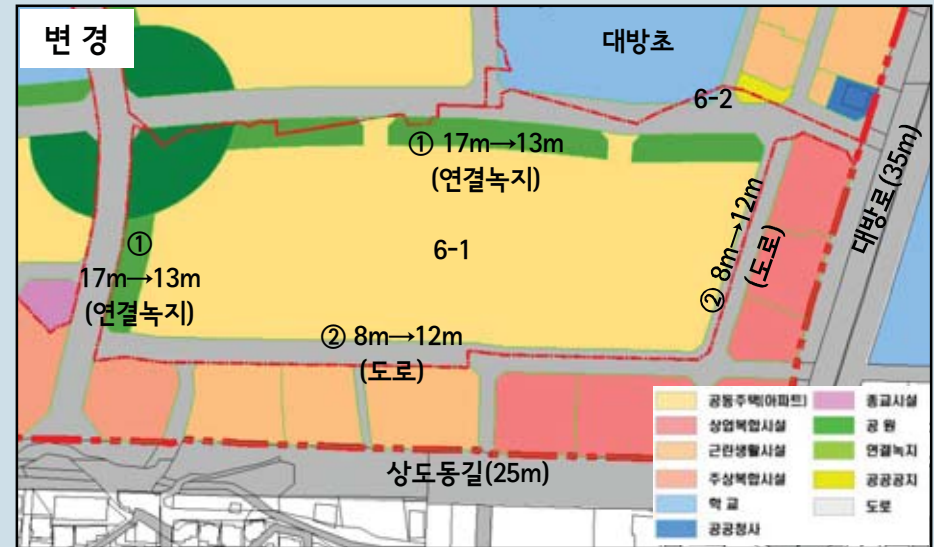 변 경
대방초
6-2
① 17m→13m
(연결녹지)
대방로(35m)
② 8m→12m
(도로)
6-1
①
17m→13m
(연결녹지)
② 8m→12m
(도로)
상도동길(25m)
공동주택(아파트)
상업복합시설
근린생활시설
주상복합시설
학 교
공공청사
종교시설
공 원
연결녹지
공공공지
도로